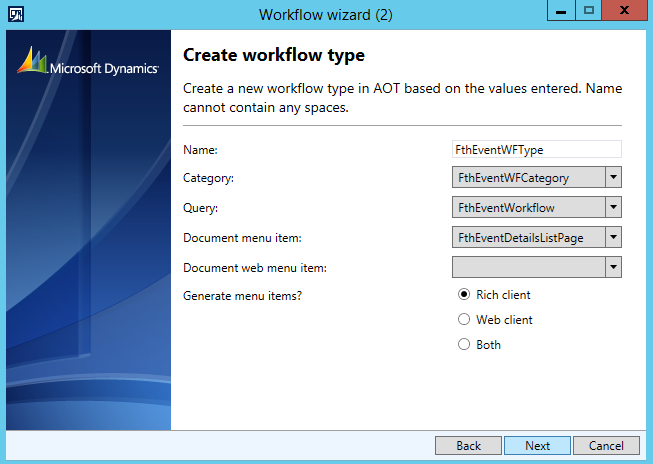 Workflow wizard (2)
Microsoft Dynamics
Create workflow type
Create a new workflow type in AOT based on the values entered. Name
cannot contain any spaces.
Name:
FthEventWFType
Category:
FthEventWFCategory
Query:
FthEventWorkflow
Document menu item:
FthEventDetailsListPage
Document web menu item:
Generate menu items?
Rich client
Web client
Both
Back
Next
Cancel